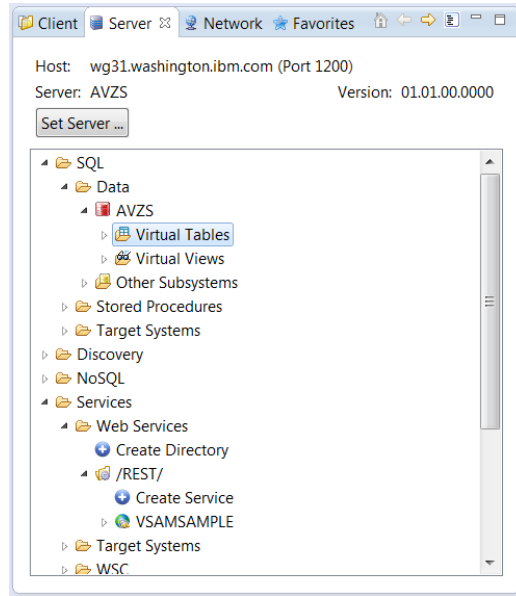 Client Server Network Favorites
Host: wg31.washington.ibm.com (Port 1200)
Server: AVZS Version: 01.01.00.0000
Set Server ...
SQL
Data
AVZS
Virtual Tables
Virtual Views
Other Subsystems
Stored Procedures
Target Systems
Discovery
NoSQL
Services
Web Services
Create Directory
/REST/
Create Service
VSAMSAMPLE
Target Systems
WSC